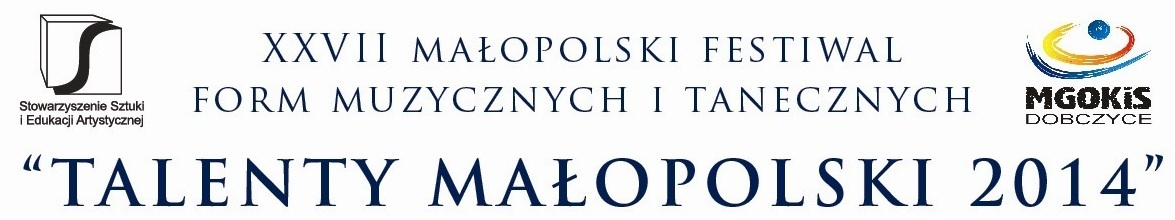 XXVII MAŁOPOLSKI FESTIWAL
FORM MUZYCZNYCH I TANECZNYCH
Stowarzyszenie Sztuki
i Edukacji Artystycznej
MGOKiS
DOBCZYCE
“TALENTY MAŁOPOLSKI 2014”